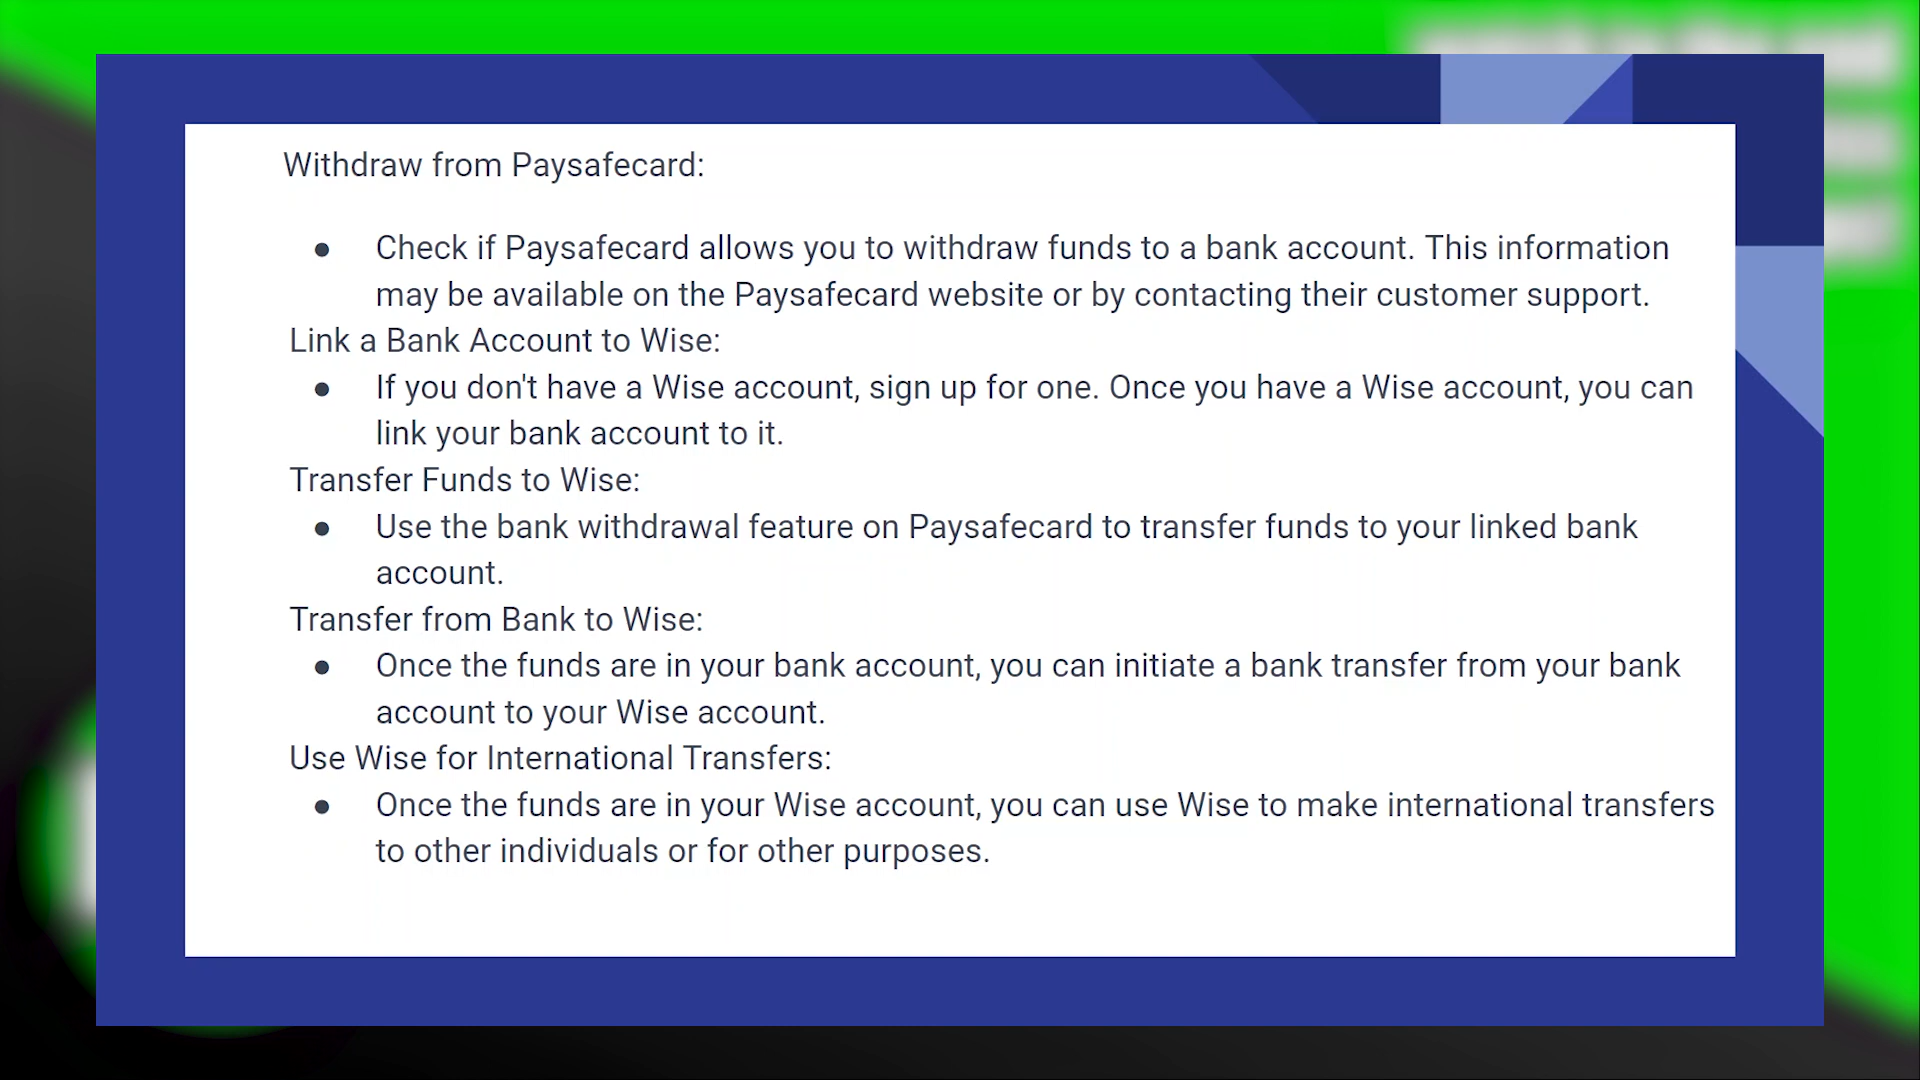 Withdraw from Paysafecard:
● Check if Paysafecard allows you to withdraw funds to a bank account. This information
may be available on the Paysafecard website or by contacting their customer support.
Link a Bank Account to Wise:
● If you don't have a Wise account, sign up for one. Once you have a Wise account, you can
link your bank account to it.
Transfer Funds to Wise:
● Use the bank withdrawal feature on Paysafecard to transfer funds to your linked bank
account.
Transfer from Bank to Wise:
● Once the funds are in your bank account, you can initiate a bank transfer from your bank
account to your Wise account.
Use Wise for International Transfers:
● Once the funds are in your Wise account, you can use Wise to make international transfers
to other individuals or for other purposes.